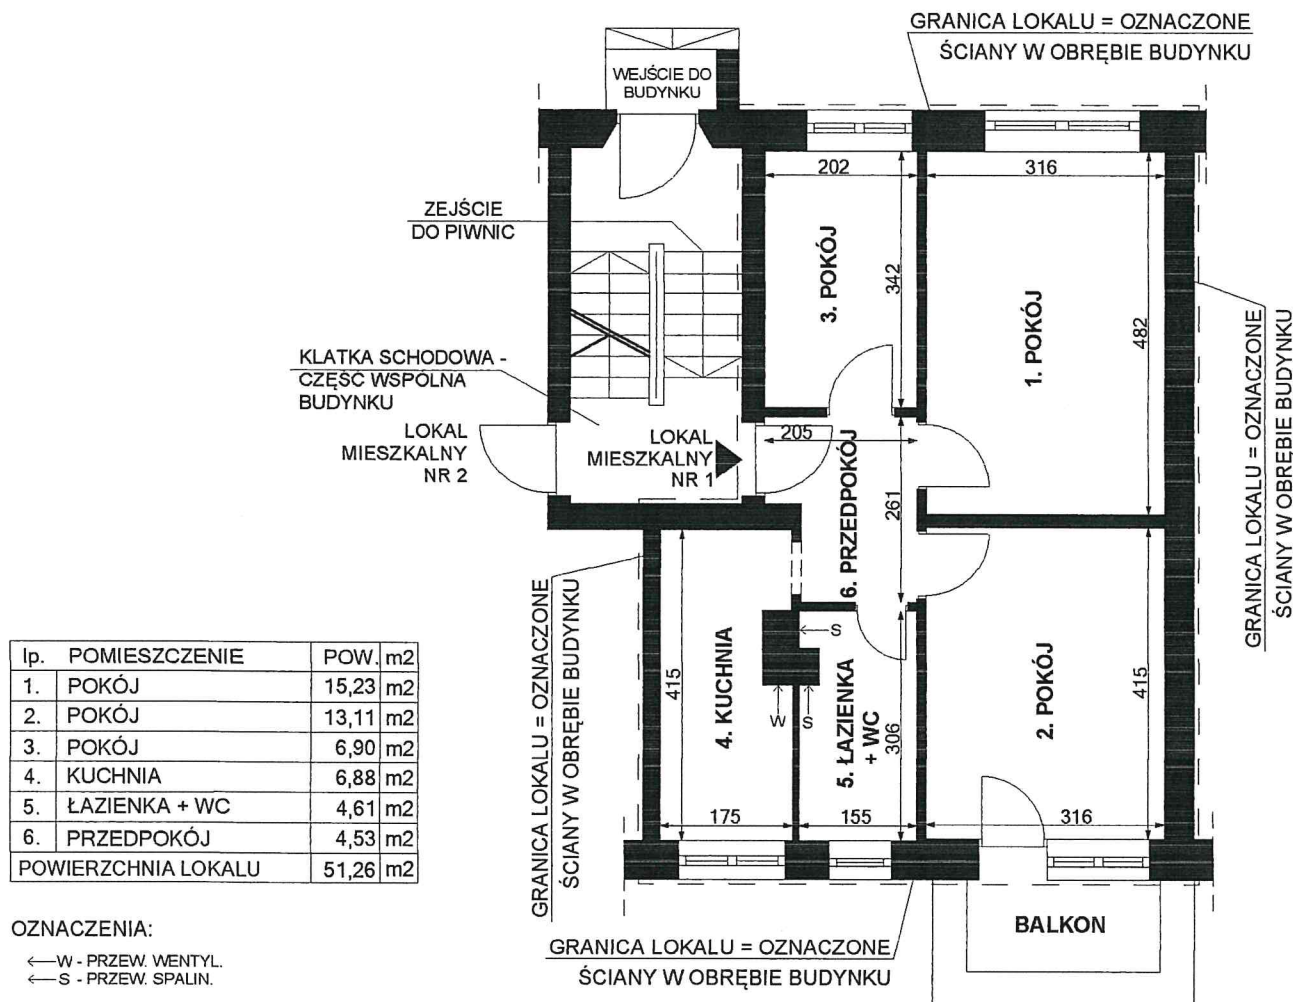 GRANICA LOKALU = OZNACZONE
ŚCIANY W OBRĘBIE BUDYNKU
WEJŚCIE DO
BUDYNKU
202
316
ZEJŚCIE
DO PIWNIC
3. POKÓJ
342
1. POKÓJ
482
GRANICA LOKALU = OZNACZONE
ŚCIANY W OBRĘBIE BUDYNKU
KLATKA SCHODOWA -
CZĘŚĆ WSPÓLNA
BUDYNKU
LOKAL
MIESZKALNY
NR 2
LOKAL
MIESZKALNY
NR 1
205
6. PRZEDPOKÓJ
261
GRANICA LOKALU = OZNACZONE
ŚCIANY W OBRĘBIE BUDYNKU
415
4. KUCHNIA
S
W
S
5. ŁAZIENKA
+ WC
306
2. POKÓJ
415
175
155
316
lp. POMIESZCZENIE POW. m2
1. POKÓJ 15,23 m2
2. POKÓJ 13,11 m2
3. POKÓJ 6,90 m2
4. KUCHNIA 6,88 m2
5. ŁAZIENKA + WC 4,61 m2
6. PRZEDPOKÓJ 4,53 m2
POWIERZCHNIA LOKALU 51,26 m2
BALKON
OZNACZENIA:
W - PRZEW. WENTYL.
S - PRZEW. SPALIN.
GRANICA LOKALU = OZNACZONE
ŚCIANY W OBRĘBIE BUDYNKU